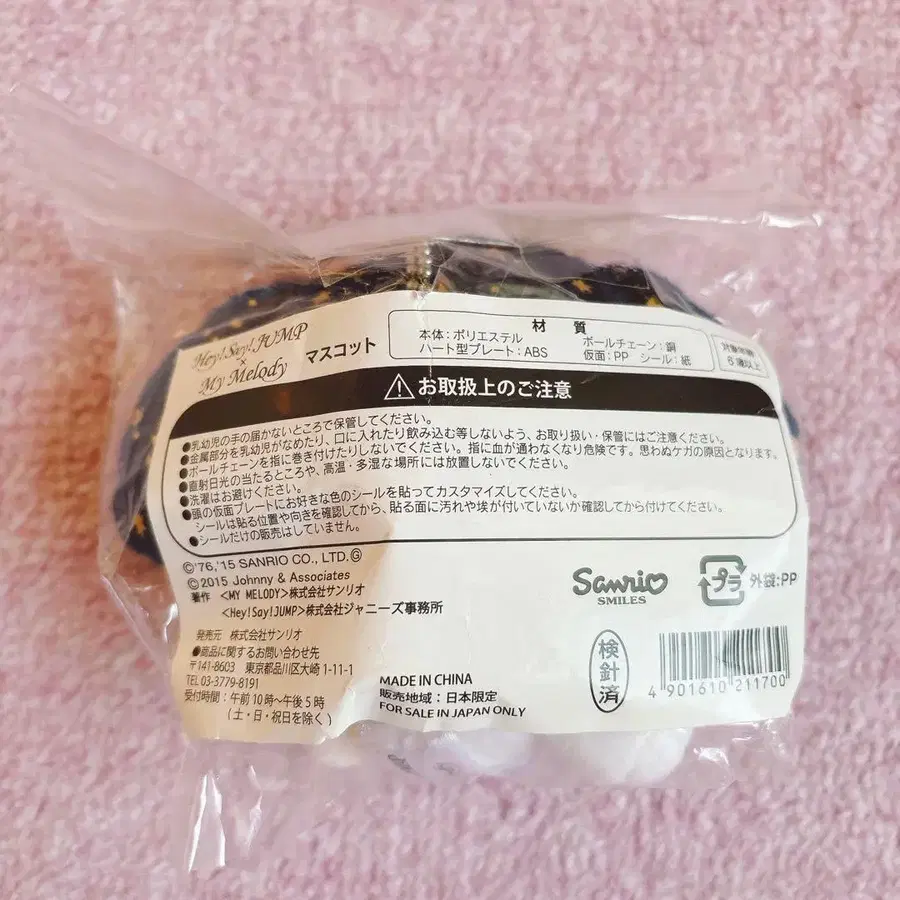 Hey! Say! JUMP
×
My Melody
マスコット
材 質
本体：ポリエステル
ハート型プレート：ABS
ボールチェーン：鋼
仮面：PP シール：紙
対象年齢
6歳以上
お取扱上のご注意
●乳幼児の手の届かないところで保管してください。
●金属部分を乳幼児がなめたり、口に入れたり飲み込む等しないよう、お取り扱い・保管にはご注意ください。
●ボールチェーンを指に巻き付けたりしないでください。指に血が通わなくなり危険です。思わぬケガの原因となります。
●直射日光の当たるところや、高温・多湿な場所には放置しないでください。
●洗濯はお避けください。
●頭の仮面プレートにお好きな色のシールを貼ってカスタマイズしてください。
シールは貼る位置や向きを確認してから、貼る面に汚れや埃が付いていないか確認してから付けてください。
●シールだけの販売はしていません。
©'76,'15 SANRIO CO., LTD.Ⓖ
©2015 Johnny & Associates
著作 <MY MELODY>株式会社サンリオ
<Hey!Say!JUMP>株式会社ジャニーズ事務所
発売元 株式会社サンリオ
●商品に関するお問い合わせ先
〒141-8603 東京都品川区大崎 1-11-1
TEL 03-3779-8191
受付時間：午前10時〜午後5時
（土・日・祝日を除く）
MADE IN CHINA
販売地域：日本限定
FOR SALE IN JAPAN ONLY
Sanrio
SMILES
プラ
外袋:PP
検針済
4 901610 211700